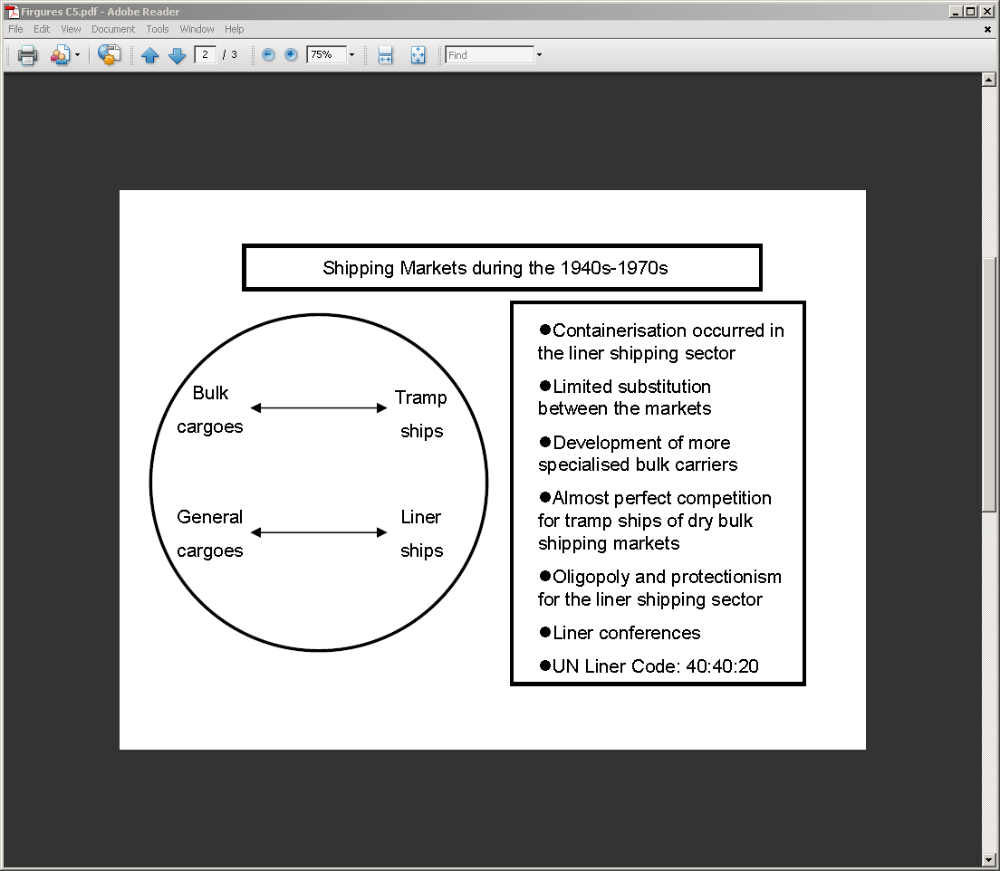 Firgures C5.pdf - Adobe Reader
File Edit View Document Tools Window Help
2 / 3 75% Find
Shipping Markets during the 1940s-1970s
Bulk
cargoes
Tramp
ships
General
cargoes
Liner
ships
●Containerisation occurred in
the liner shipping sector
●Limited substitution
between the markets
●Development of more
specialised bulk carriers
●Almost perfect competition
for tramp ships of dry bulk
shipping markets
●Oligopoly and protectionism
for the liner shipping sector
●Liner conferences
●UN Liner Code: 40:40:20